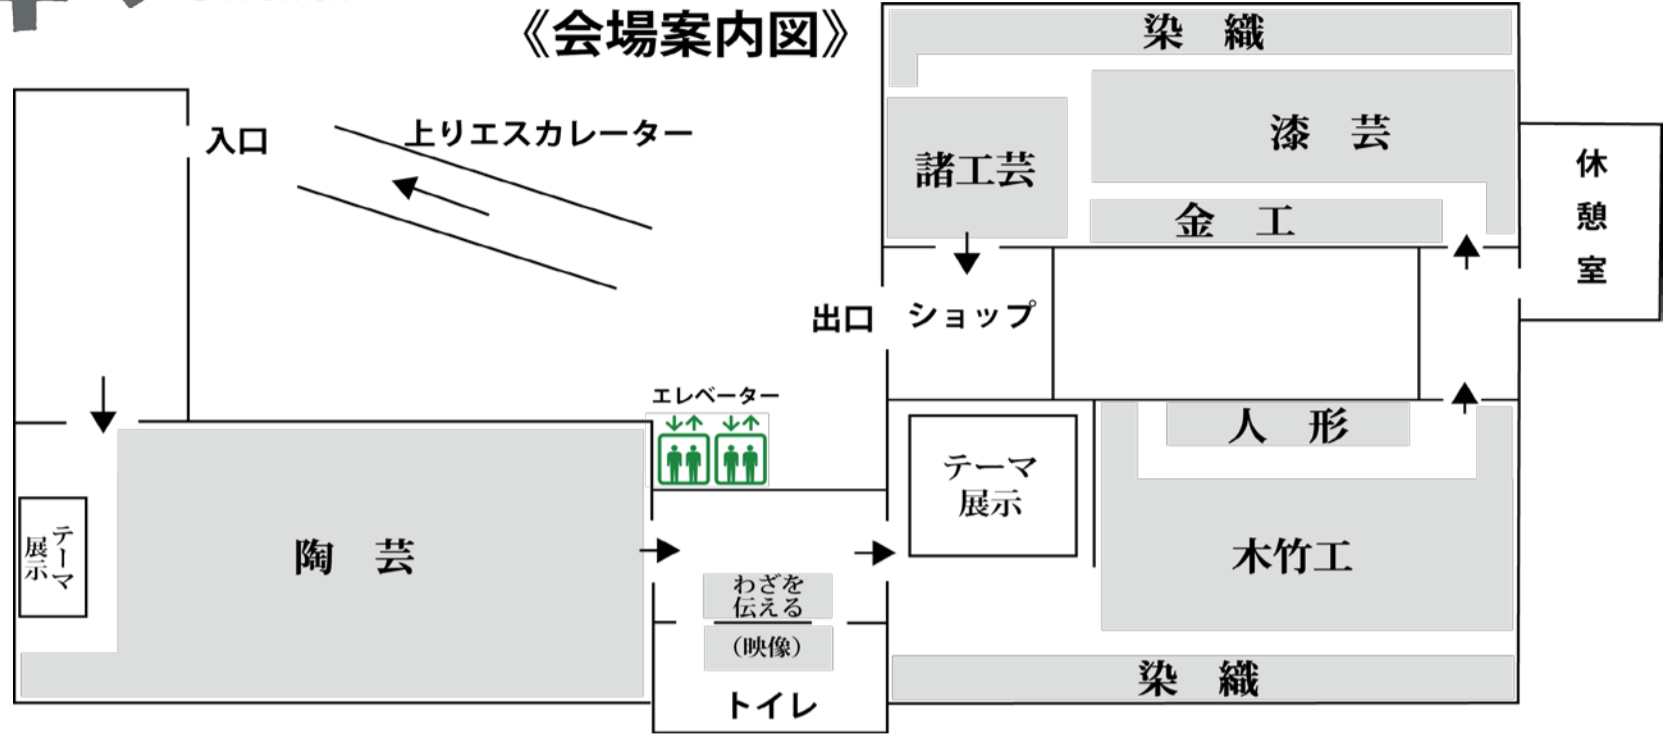 《会場案内図》
染 織
入口
上りエスカレーター
漆 芸
諸工芸
休憩室
金 工
出口
ショップ
エレベーター
人 形
テーマ
展示
テーマ
展示
陶 芸
木竹工
わざを
伝える
(映像)
染 織
トイレ